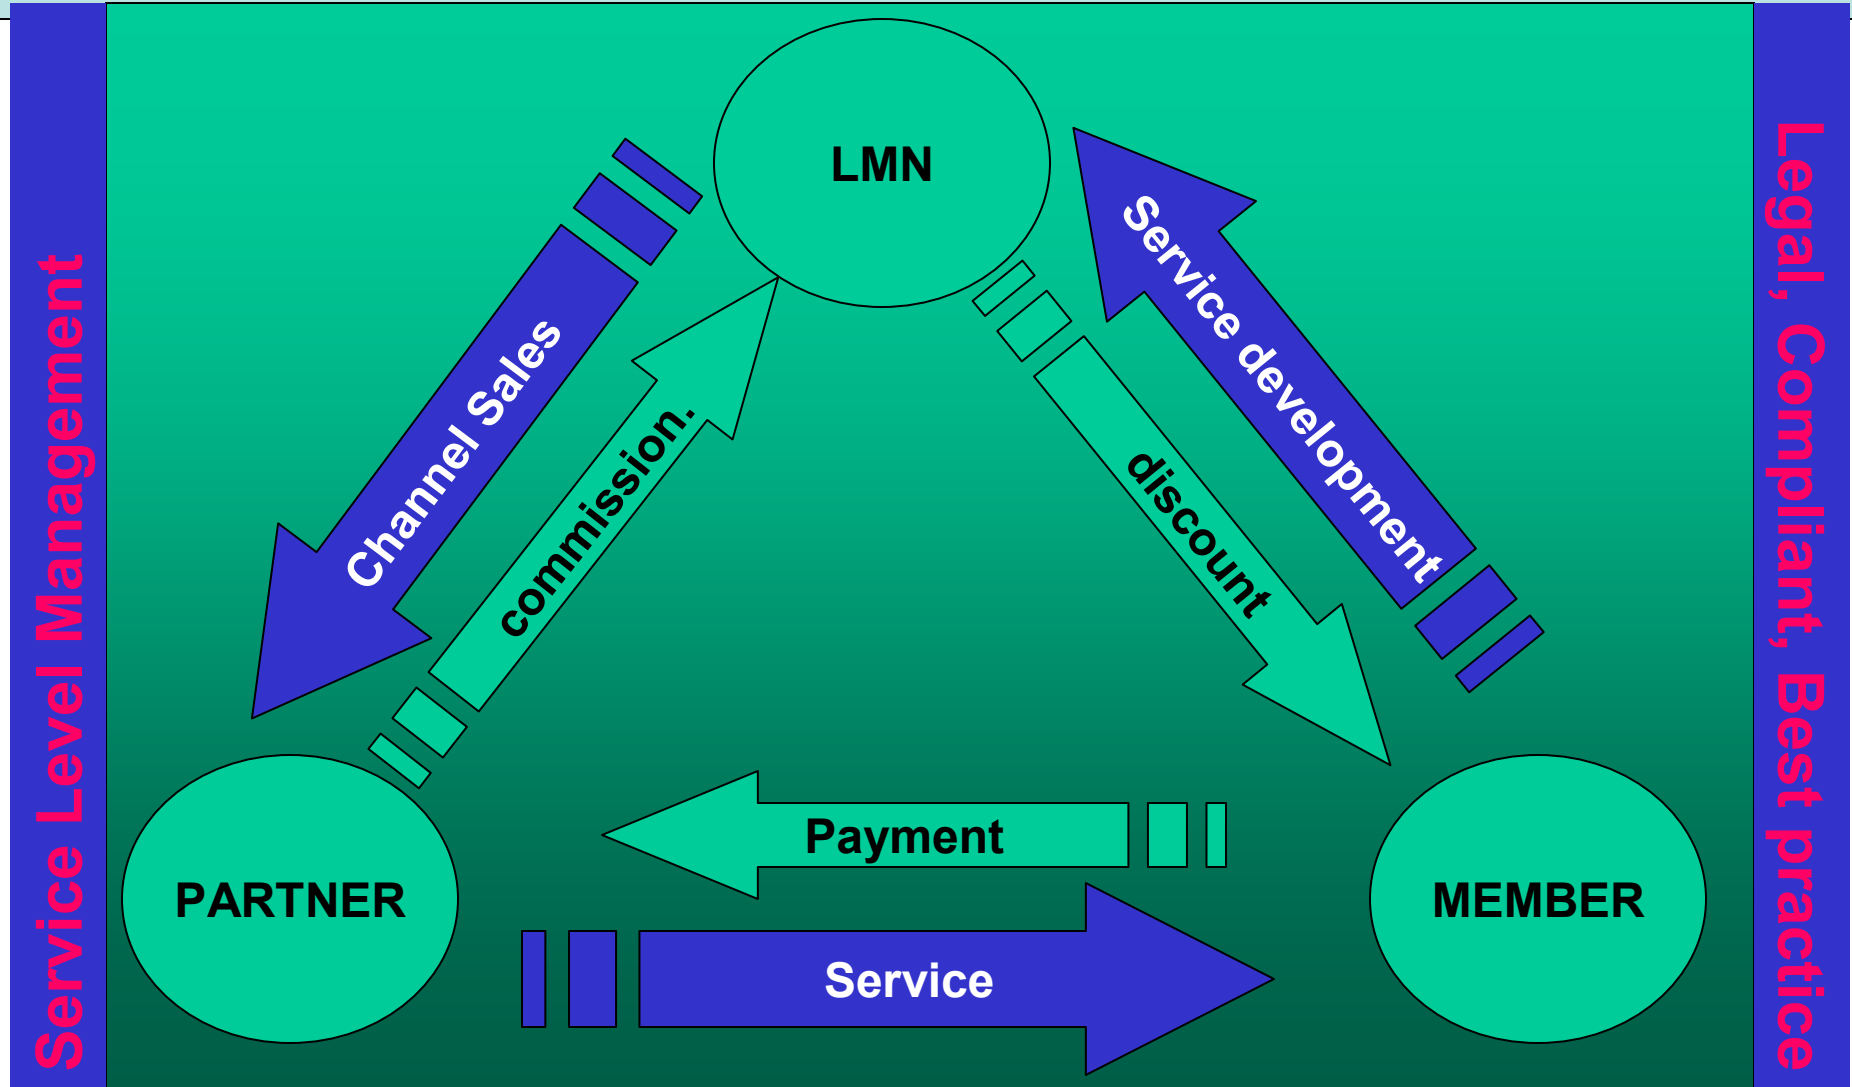 LMN
Service Level Management
Channel Sales
commission.
discount
Service development
Legal, Compliant, Best practice
Payment
PARTNER
MEMBER
Service